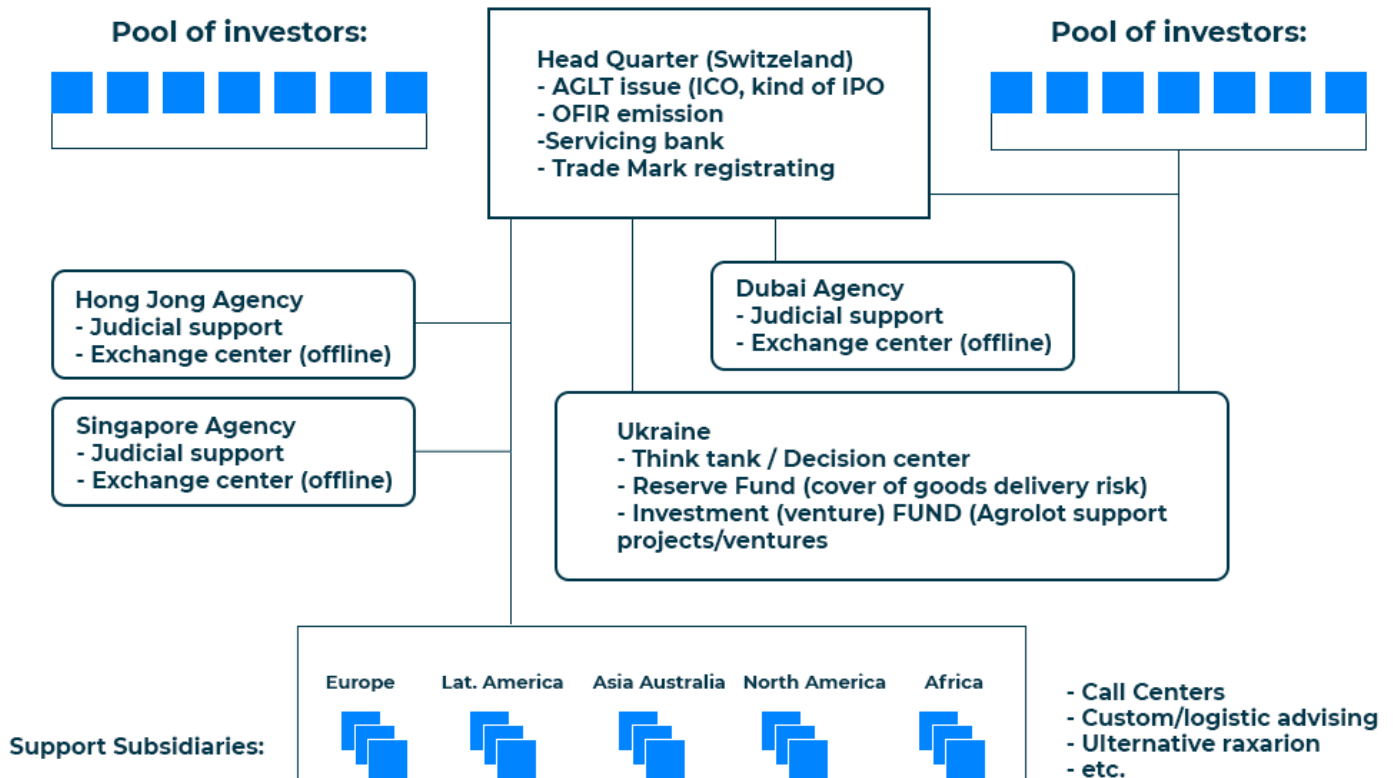 Pool of investors:
Head Quarter (Switzeland)
- AGLT issue (ICO, kind of IPO
- OFIR emission
-Servicing bank
- Trade Mark registrating
Pool of investors:
Hong Jong Agency
- Judicial support
- Exchange center (offline)
Dubai Agency
- Judicial support
- Exchange center (offline)
Singapore Agency
- Judicial support
- Exchange center (offline)
Ukraine
- Think tank / Decision center
- Reserve Fund (cover of goods delivery risk)
- Investment (venture) FUND (Agrolot support
projects/ventures
Support Subsidiaries:
Europe
Lat. America
Asia Australia
North America
Africa
- Call Centers
- Custom/logistic advising
- Ulternative raxarion
- etc.